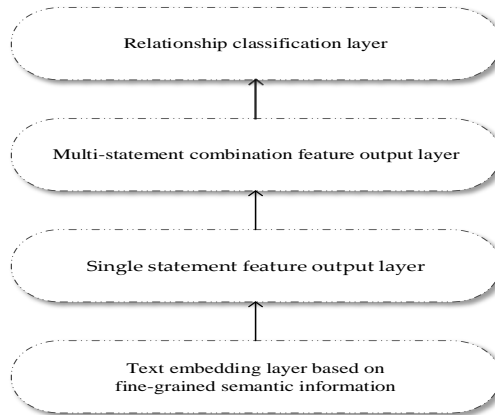 Relationship classification layer
Multi-statement combination feature output layer
Single statement feature output layer
Text embedding layer based on
fine-grained semantic information